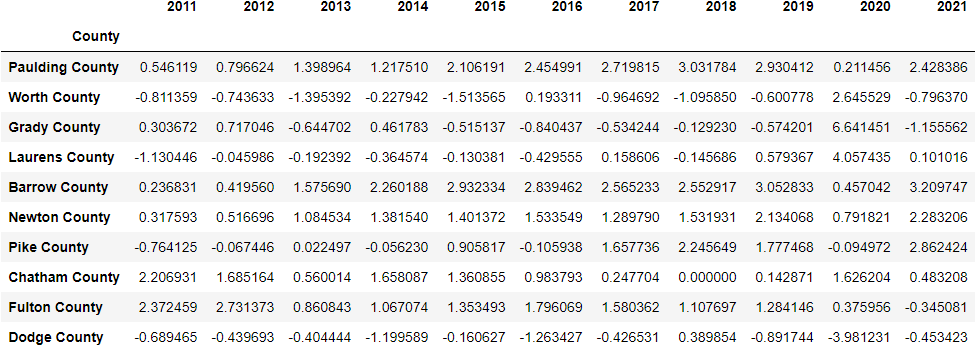 2011 2012 2013 2014 2015 2016 2017 2018 2019 2020 2021
County
Paulding County 0.546119 0.796624 1.398964 1.217510 2.106191 2.454991 2.719815 3.031784 2.930412 0.211456 2.428386
Worth County -0.811359 -0.743633 -1.395392 -0.227942 -1.513565 0.193311 -0.964692 -1.095850 -0.600778 2.645529 -0.796370
Grady County 0.303672 0.717046 -0.644702 0.461783 -0.515137 -0.840437 -0.534244 -0.129230 -0.574201 6.641451 -1.155562
Laurens County -1.130446 -0.045986 -0.192392 -0.364574 -0.130381 -0.429555 0.158606 -0.145686 0.579367 4.057435 0.101016
Barrow County 0.236831 0.419560 1.575690 2.260188 2.932334 2.839462 2.565233 2.552917 3.052833 0.457042 3.209747
Newton County 0.317593 0.516696 1.084534 1.381540 1.401372 1.533549 1.289790 1.531931 2.134068 0.791821 2.283206
Pike County -0.764125 -0.067446 0.022497 -0.056230 0.905817 -0.105938 1.657736 2.245649 1.777468 -0.094972 2.862424
Chatham County 2.206931 1.685164 0.560014 1.658087 1.360855 0.983793 0.247704 0.000000 0.142871 1.626204 0.483208
Fulton County 2.372459 2.731373 0.860843 1.067074 1.353493 1.796069 1.580362 1.107697 1.284146 0.375956 -0.345081
Dodge County -0.689465 -0.439693 -0.404444 -1.199589 -0.160627 -1.263427 -0.426531 0.389854 -0.891744 -3.981231 -0.453423